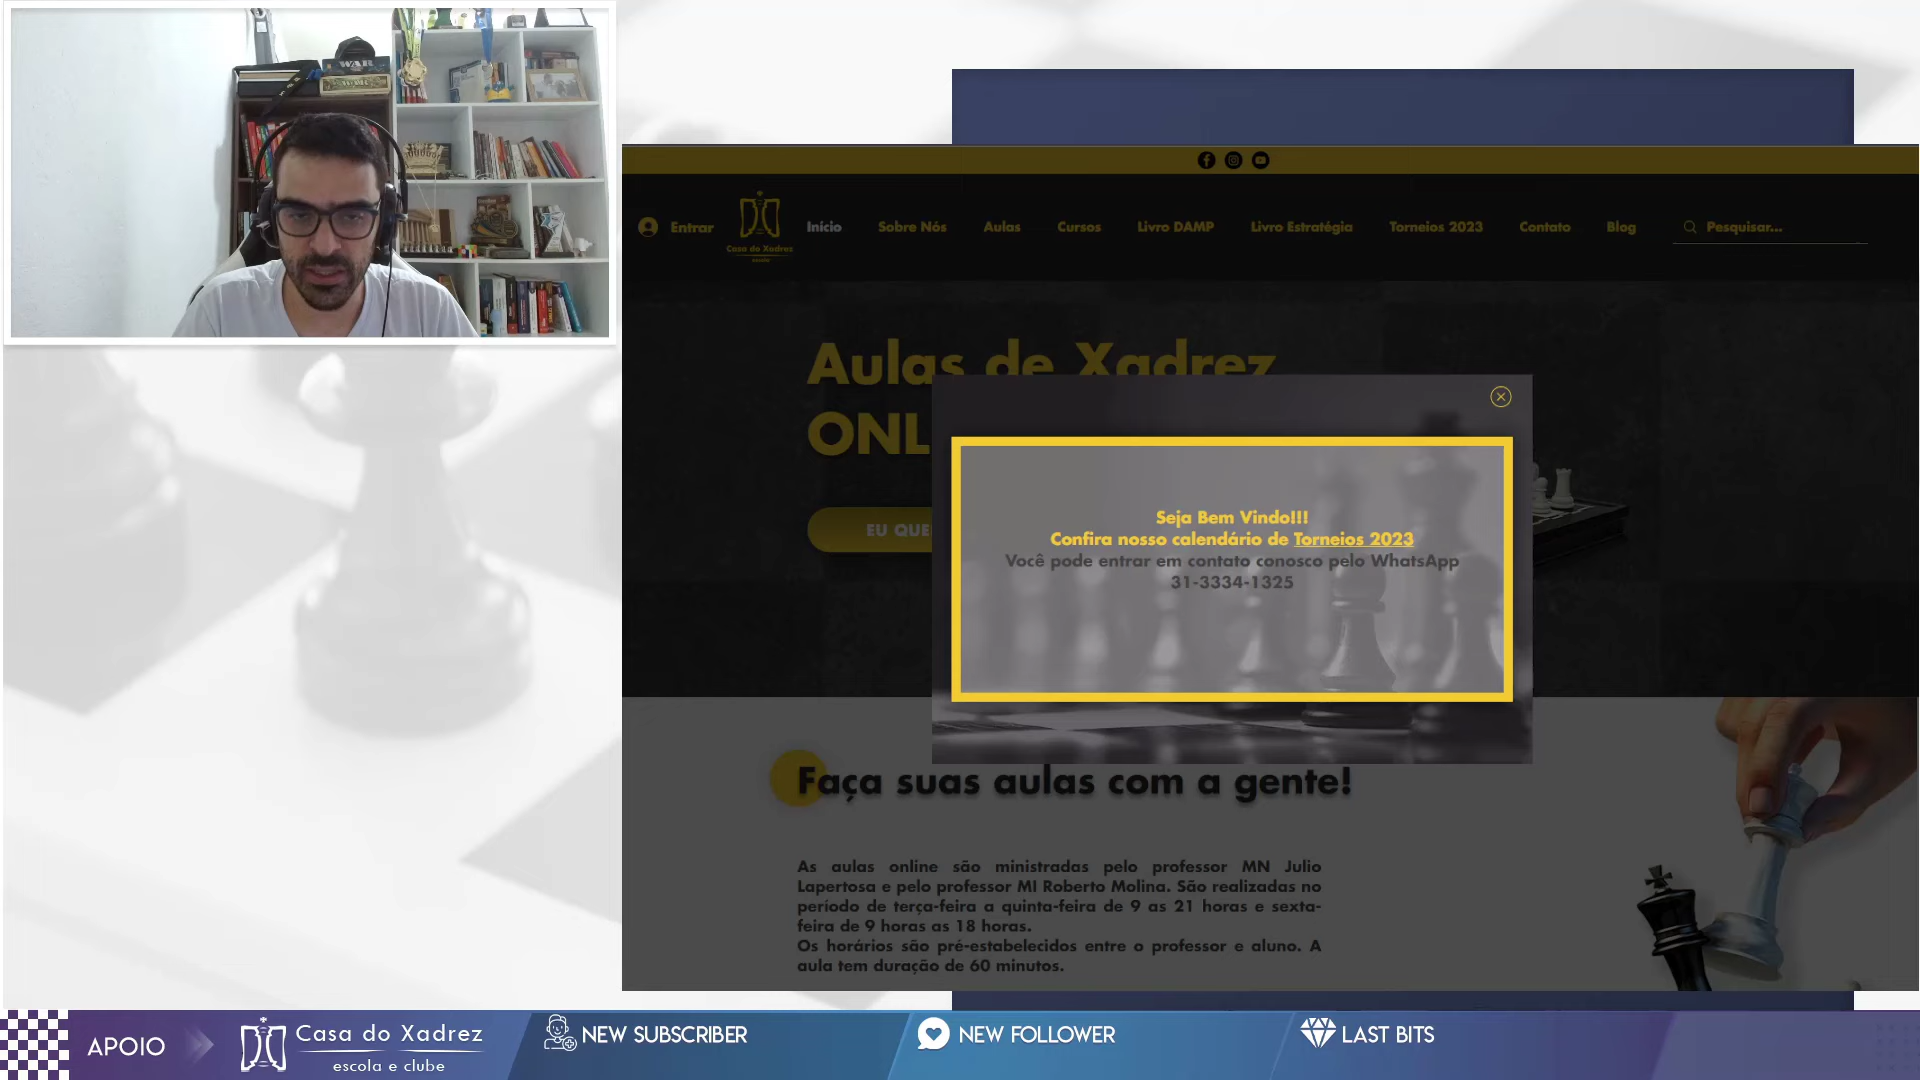 WAR
Entrar
Casa do Xadrez
escola
Início
Sobre Nós
Aulas
Cursos
Livro DAMP
Livro Estratégia
Torneios 2023
Contato
Blog
Pesquisar...
Aulas de Xadrez
ONL
EU QUE
Seja Bem Vindo!!!
Confira nosso calendário de Torneios 2023
Você pode entrar em contato conosco pelo WhatsApp
31-3334-1325
Faça suas aulas com a gente!
As aulas online são ministradas pelo professor MN Julio
Lapertosa e pelo professor MI Roberto Molina. São realizadas no
período de terça-feira a quinta-feira de 9 as 21 horas e sexta-
feira de 9 horas as 18 horas.
Os horários são pré-estabelecidos entre o professor e aluno. A
aula tem duração de 60 minutos.
APOIO
Casa do Xadrez
escola e clube
NEW SUBSCRIBER
NEW FOLLOWER
LAST BITS